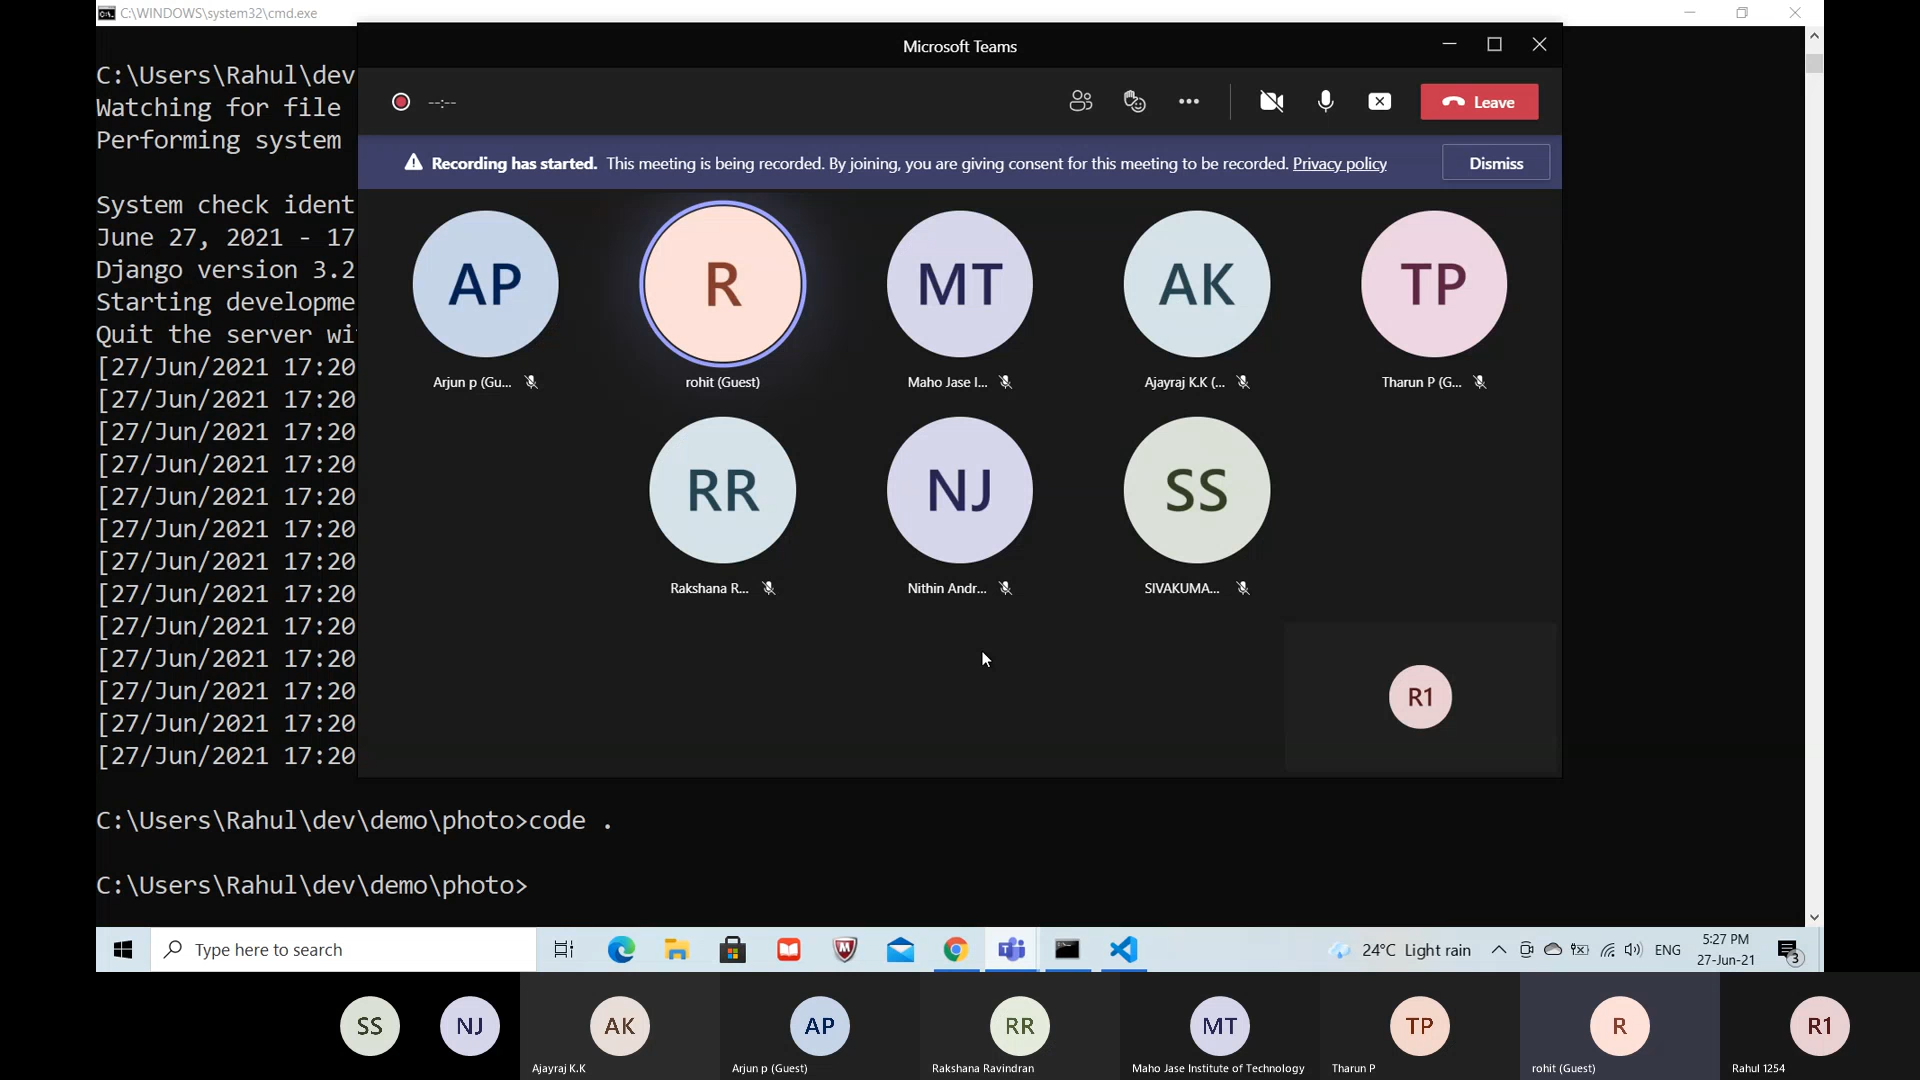 C:\WINDOWS\system32\cmd.exe
C:\Users\Rahul\dev
Watching for file
Performing system
System check ident
June 27, 2021 - 17
Django version 3.2
Starting developme
Quit the server wi
[27/Jun/2021 17:20
[27/Jun/2021 17:20
[27/Jun/2021 17:20
[27/Jun/2021 17:20
[27/Jun/2021 17:20
[27/Jun/2021 17:20
[27/Jun/2021 17:20
[27/Jun/2021 17:20
[27/Jun/2021 17:20
[27/Jun/2021 17:20
[27/Jun/2021 17:20
[27/Jun/2021 17:20
[27/Jun/2021 17:20
Microsoft Teams
--:--
Leave
Recording has started. This meeting is being recorded. By joining, you are giving consent for this meeting to be recorded. Privacy policy
Dismiss
AP R MT AK TP
Arjun p (Gu... rohit (Guest) Maho Jase I... Ajayraj K.K (... Tharun P (G...
RR NJ SS
Rakshana R... Nithin Andr... SIVAKUMA...
R1
C:\Users\Rahul\dev\demo\photo>code .
C:\Users\Rahul\dev\demo\photo>
Type here to search
24°C Light rain
ENG
5:27 PM
27-Jun-21
3
SS NJ AK AP RR MT TP R R1
Ajayraj K.K Arjun p (Guest) Rakshana Ravindran Maho Jase Institute of Technology Tharun P rohit (Guest) Rahul 1254